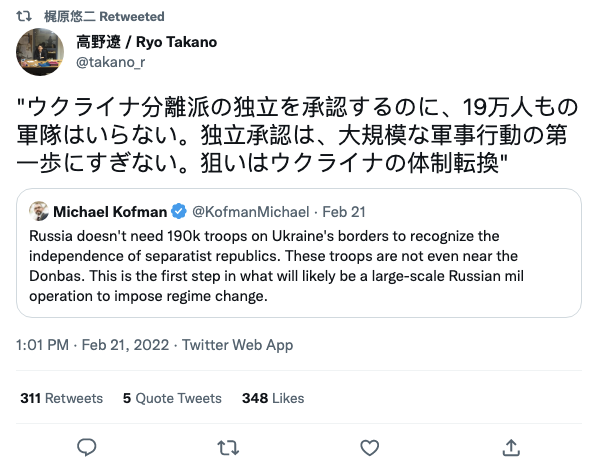 梶原悠二 Retweeted
高野遼 / Ryo Takano
@takano_r
"ウクライナ分離派の独立を承認するのに、19万人もの
軍隊はいらない。独立承認は、大規模な軍事行動の第
一歩にすぎない。狙いはウクライナの体制転換"
Michael Kofman @KofmanMichael · Feb 21
Russia doesn't need 190k troops on Ukraine's borders to recognize the
independence of separatist republics. These troops are not even near the
Donbas. This is the first step in what will likely be a large-scale Russian mil
operation to impose regime change.
1:01 PM · Feb 21, 2022 · Twitter Web App
311 Retweets 5 Quote Tweets 348 Likes